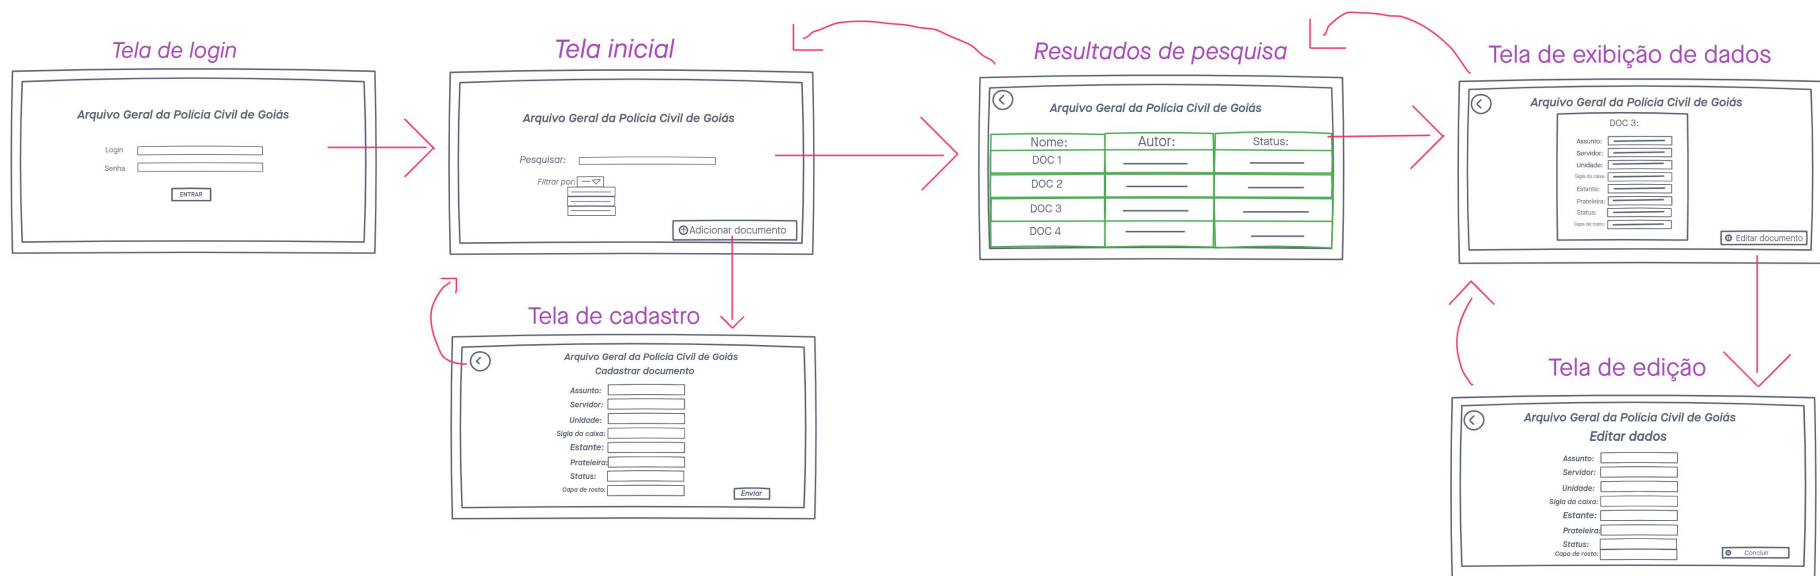 Tela de login
Arquivo Geral da Polícia Civil de Goiás
Login
Senha
ENTRAR
Tela inicial
Arquivo Geral da Polícia Civil de Goiás
Pesquisar:
Filtrar por:
Adicionar documento
Tela de cadastro
Arquivo Geral da Polícia Civil de Goiás
Cadastrar documento
Assunto:
Servidor:
Unidade:
Sigla da caixa:
Estante:
Prateleira:
Status:
Capa de rosto:
Enviar
Resultados de pesquisa
Arquivo Geral da Polícia Civil de Goiás
Nome: Autor: Status:
DOC 1
DOC 2
DOC 3
DOC 4
Tela de exibição de dados
Arquivo Geral da Polícia Civil de Goiás
DOC 3:
Assunto:
Servidor:
Unidade:
Sigla da caixa:
Estante:
Prateleira:
Status:
Capa de rosto:
Editar documento
Tela de edição
Arquivo Geral da Polícia Civil de Goiás
Editar dados
Assunto:
Servidor:
Unidade:
Sigla da caixa:
Estante:
Prateleira:
Status:
Capa de rosto:
Concluir